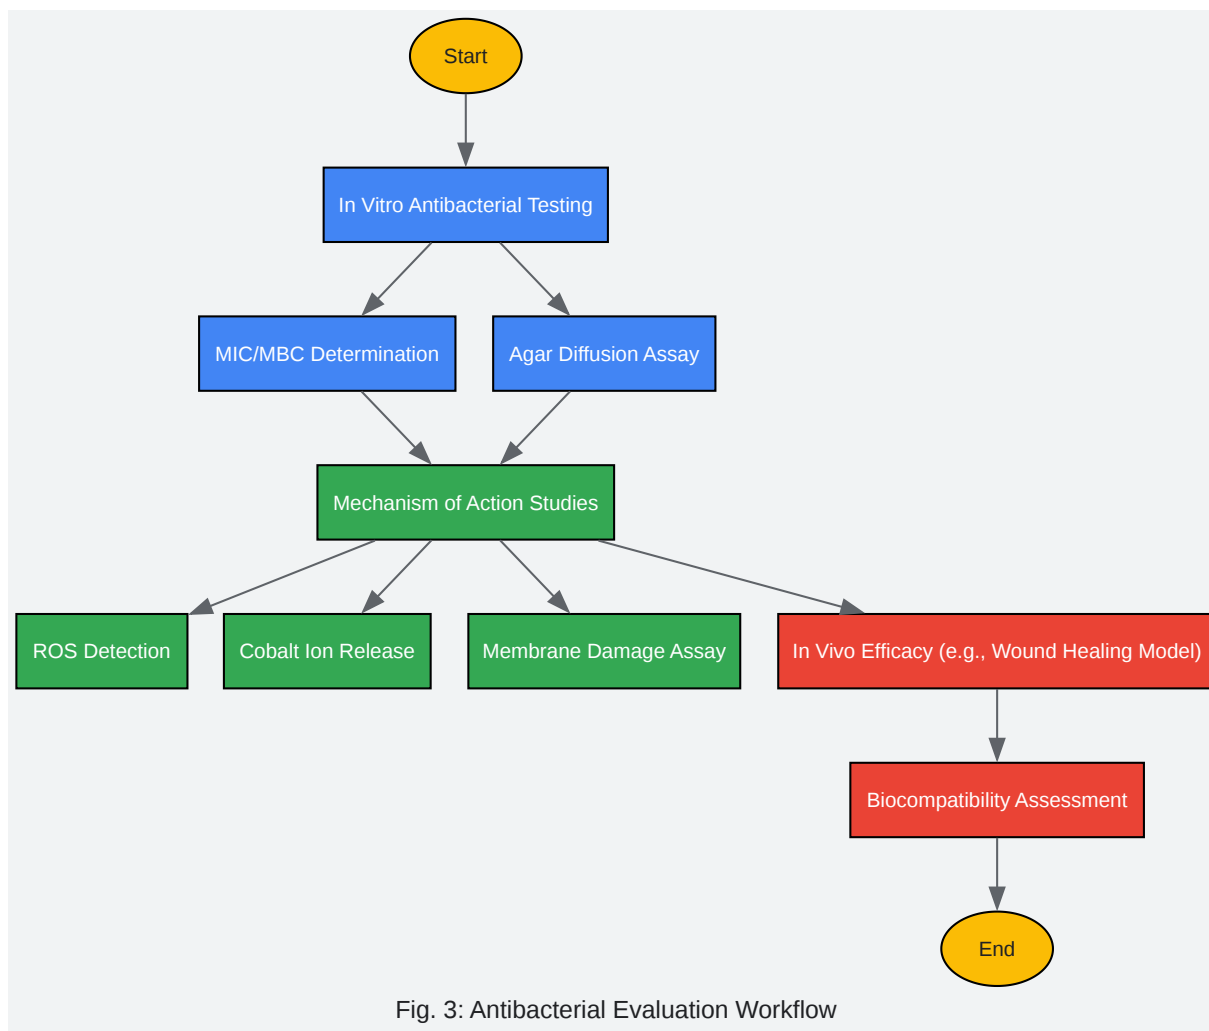 Start
In Vitro Antibacterial Testing
MIC/MBC Determination
Agar Diffusion Assay
Mechanism of Action Studies
ROS Detection
Cobalt Ion Release
Membrane Damage Assay
In Vivo Efficacy (e.g., Wound Healing Model)
Biocompatibility Assessment
End
Fig. 3: Antibacterial Evaluation Workflow